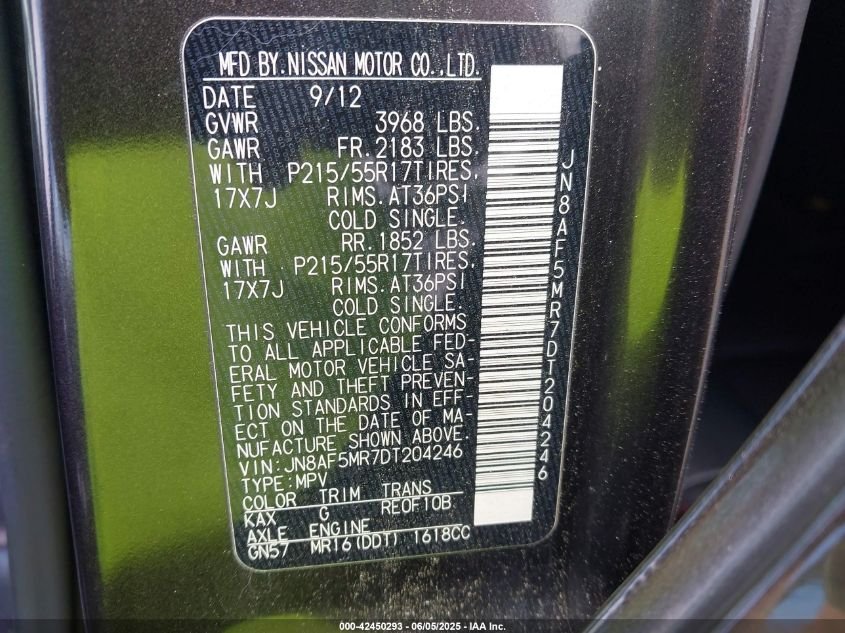 MFD BY.NISSAN MOTOR CO.,LTD.
DATE 9/12
GVWR 3968 LBS.
GAWR FR.2183 LBS.
WITH P215/55R17TIRES.
17X7J RIMS.AT36PSI
COLD SINGLE.
GAWR RR.1852 LBS.
WITH P215/55R17TIRES.
17X7J RIMS.AT36PSI
COLD SINGLE.
THIS VEHICLE CONFORMS
TO ALL APPLICABLE FED-
ERAL MOTOR VEHICLE SA-
FETY AND THEFT PREVEN-
TION STANDARDS IN EFF-
ECT ON THE DATE OF MA-
NUFACTURE SHOWN ABOVE.
VIN:JN8AF5MR7DT204246
TYPE:MPV
COLOR TRIM TRANS
KAX G REOF10B
AXLE ENGINE
GN57 MR16(DDT) 1618CC
JN8AF5MR7DT204246
000-42450293 - 06/05/2025 - IAA Inc.